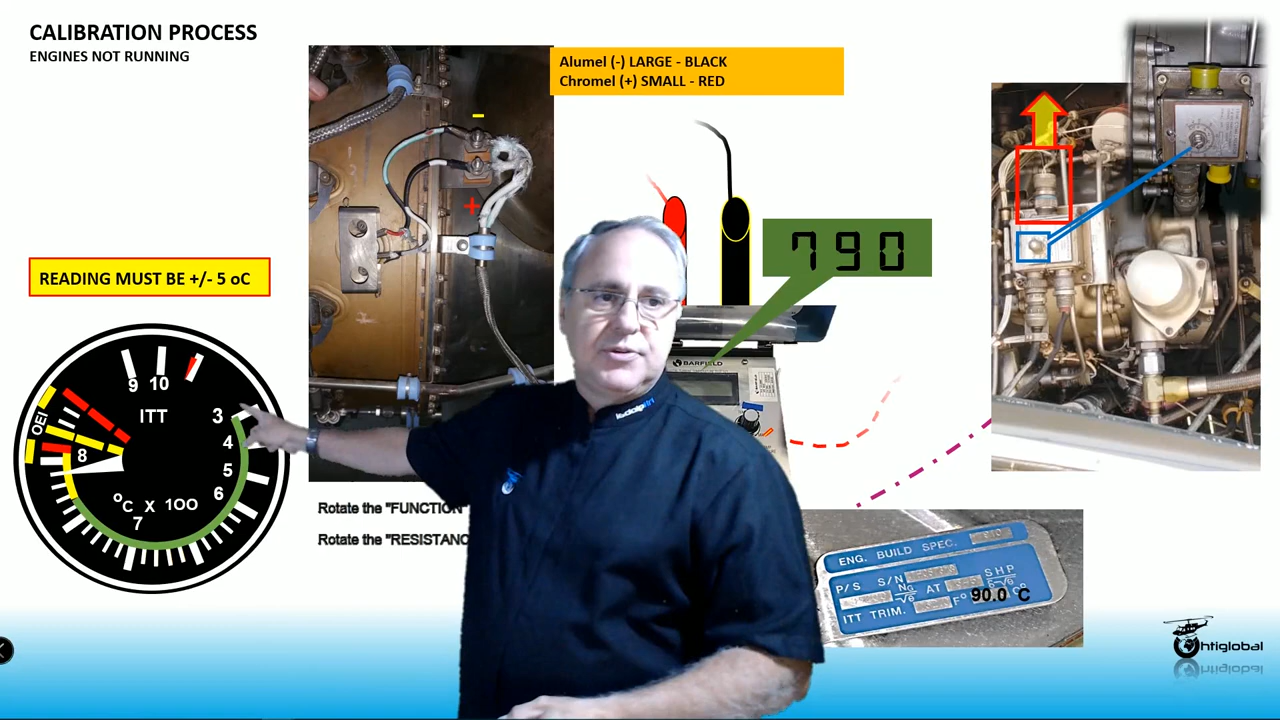 CALIBRATION PROCESS
ENGINES NOT RUNNING
Alumel (-) LARGE - BLACK
Chromel (+) SMALL - RED
-
+
790
READING MUST BE +/- 5 oC
BARFIELD
9 10
ITT
OEI
3
4
5
6
7
8
°C X 100
Rotate the "FUNCTION
Rotate the "RESISTANC
ENG. BUILD SPEC.
P/S S/N
NG/√θ AT
SHP
ITT TRIM.
F°
90.0 C
htiglobal